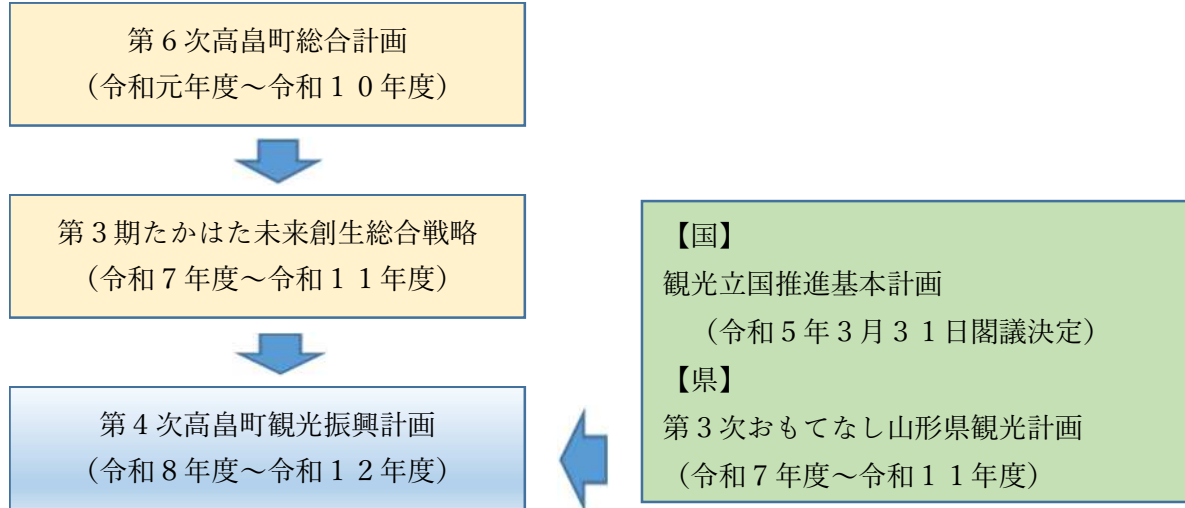 第６次高畠町総合計画
（令和元年度～令和１０年度）
第３期たかはた未来創生総合戦略
（令和７年度～令和１１年度）
第４次高畠町観光振興計画
（令和８年度～令和１２年度）
【国】
観光立国推進基本計画
（令和５年３月３１日閣議決定）
【県】
第３次おもてなし山形県観光計画
（令和７年度～令和１１年度）